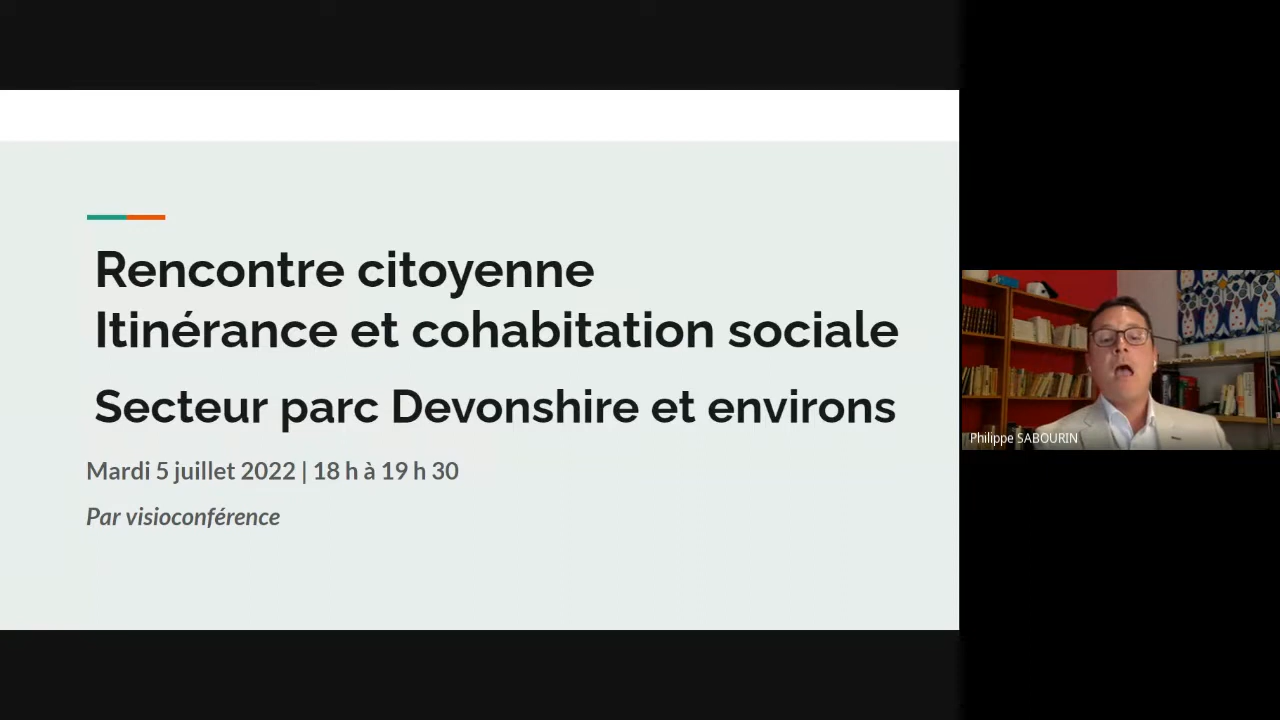 Rencontre citoyenne
Itinérance et cohabitation sociale
Secteur parc Devonshire et environs
Mardi 5 juillet 2022 | 18 h à 19 h 30
Par visioconférence
Philippe SABOURIN